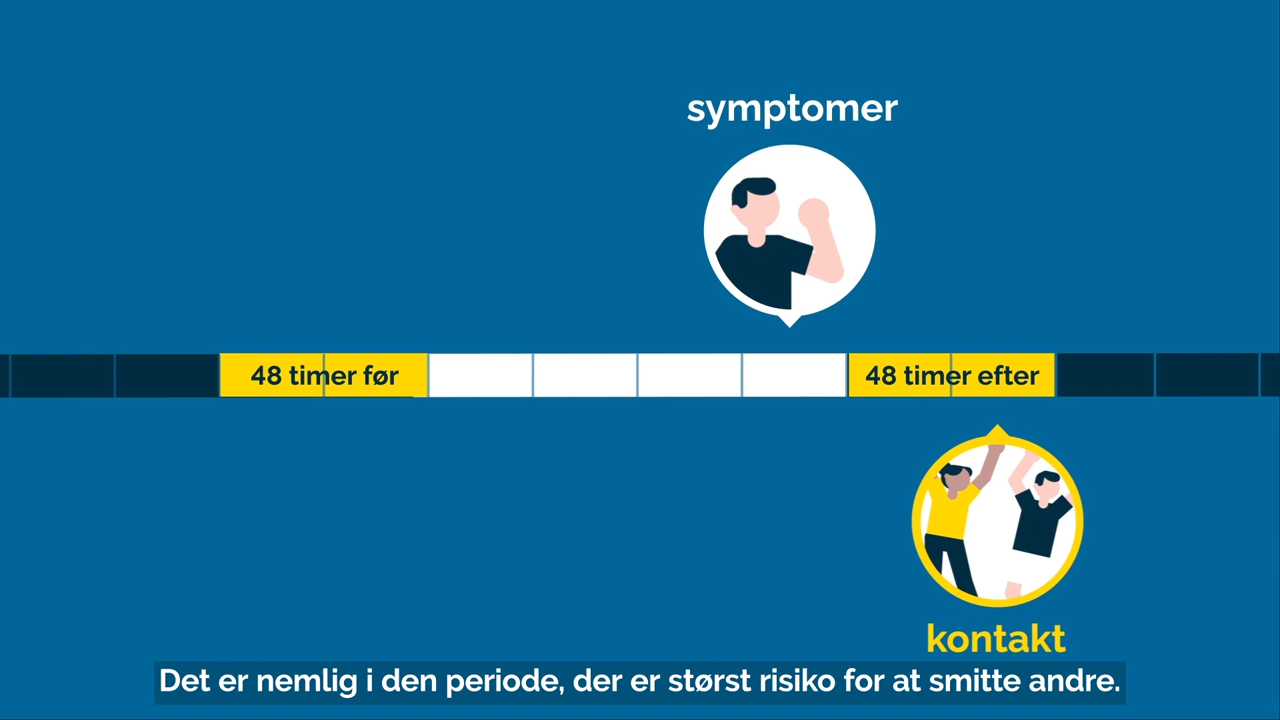 symptomer
48 timer før
48 timer efter
kontakt
Det er nemlig i den periode, der er størst risiko for at smitte andre.